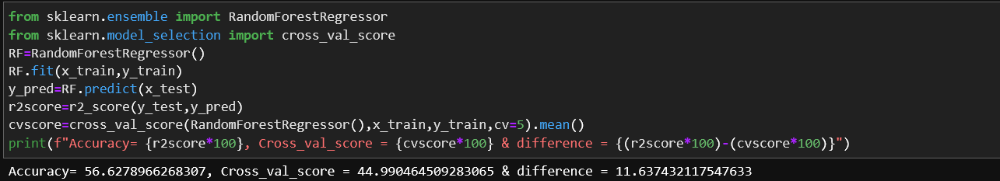 from sklearn.ensemble import RandomForestRegressor
from sklearn.model_selection import cross_val_score
RF=RandomForestRegressor()
RF.fit(x_train,y_train)
y_pred=RF.predict(x_test)
r2score=r2_score(y_test,y_pred)
cvscore=cross_val_score(RandomForestRegressor(),x_train,y_train,cv=5).mean()
print(f"Accuracy= {r2score*100}, Cross_val_score = {cvscore*100} & difference = {(r2score*100)-(cvscore*100)}")
Accuracy= 56.6278966268307, Cross_val_score = 44.990464509283065 & difference = 11.637432117547633